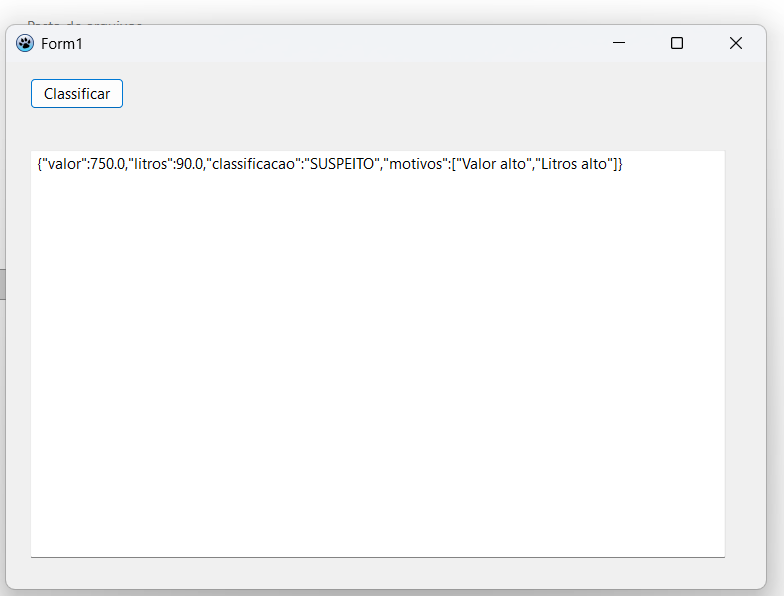 Form1
Classificar
{"valor":750.0,"litros":90.0,"classificacao":"SUSPEITO","motivos":["Valor alto","Litros alto"]}